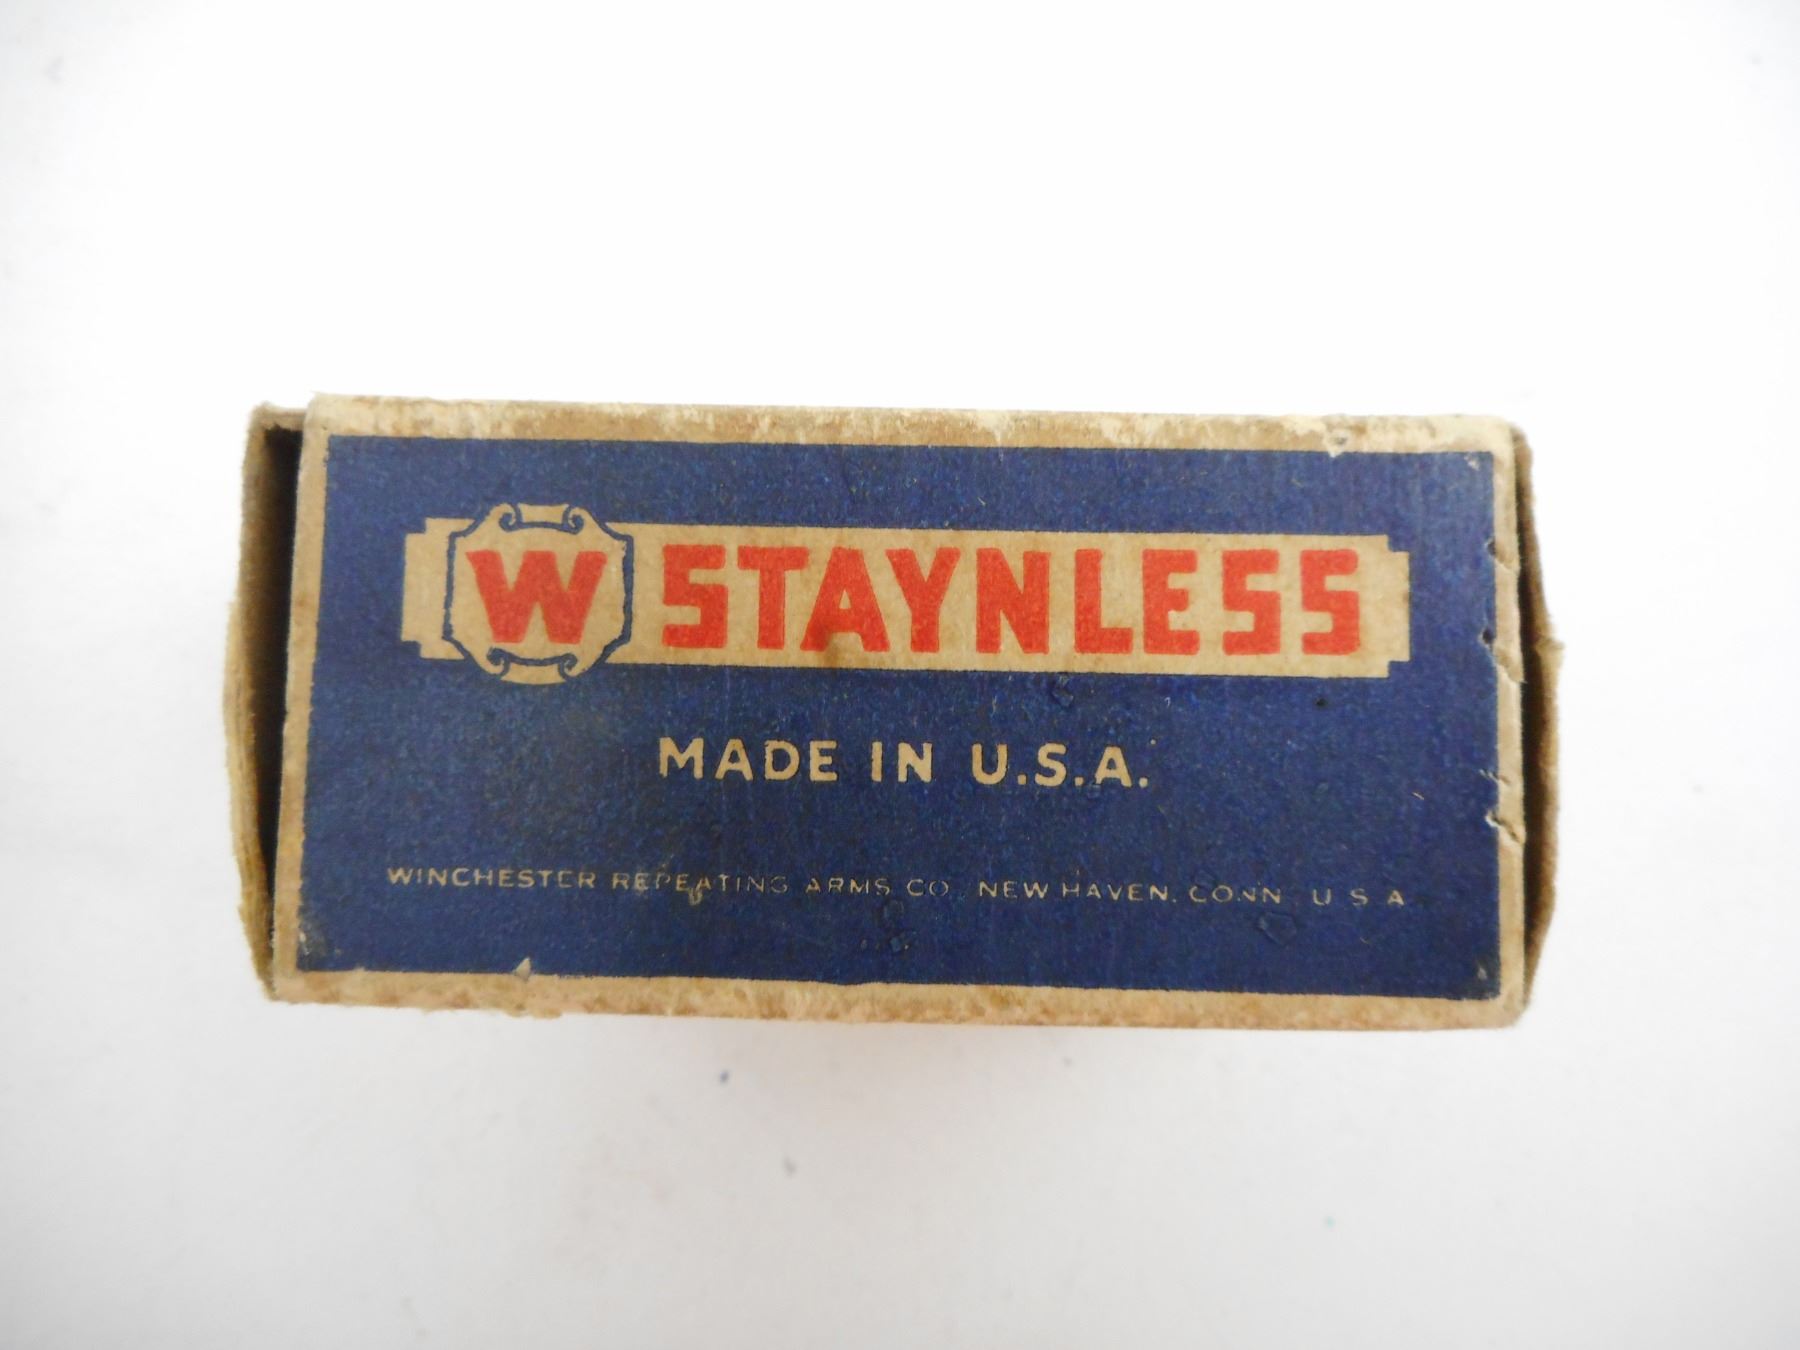 W STAYNLESS
MADE IN U.S.A.
WINCHESTER REPEATING ARMS CO. NEW HAVEN. CONN. U S A